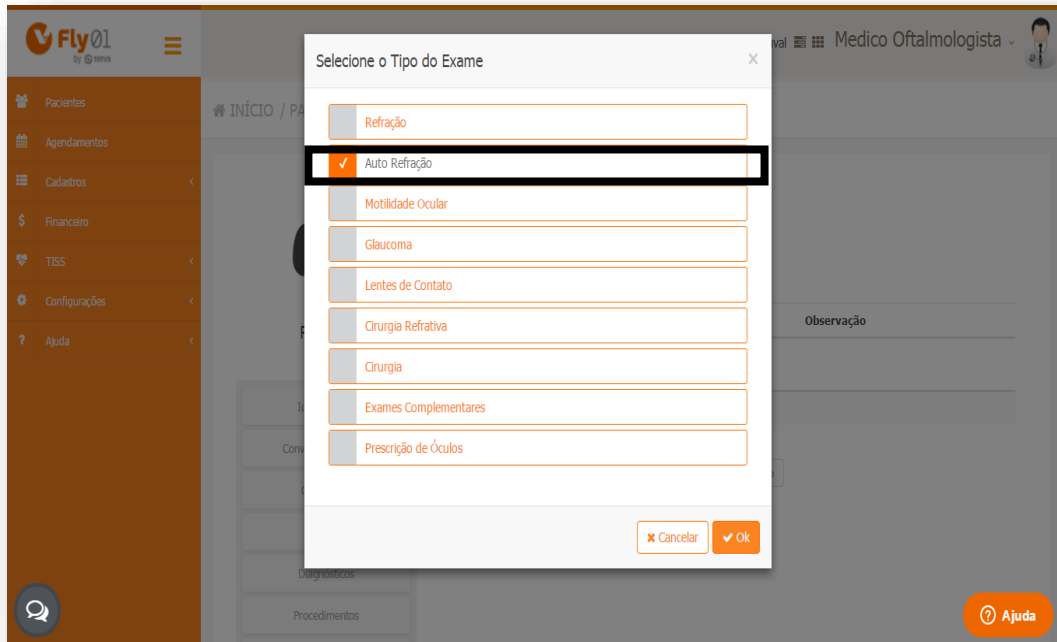 Fly01
by renvs
Medico Oftalmologista
Pacientes
Agendamentos
Cadastros
Financeiro
TISS
Configurações
Ajuda
INÍCIO / PA
Selecione o Tipo do Exame
Refração
Auto Refração
Motilidade Ocular
Glaucoma
Lentes de Contato
Cirurgia Refrativa
Cirurgia
Exames Complementares
Prescrição de Óculos
Cancelar
Ok
Observação
Conv
Diagnósticos
Procedimentos
Ajuda